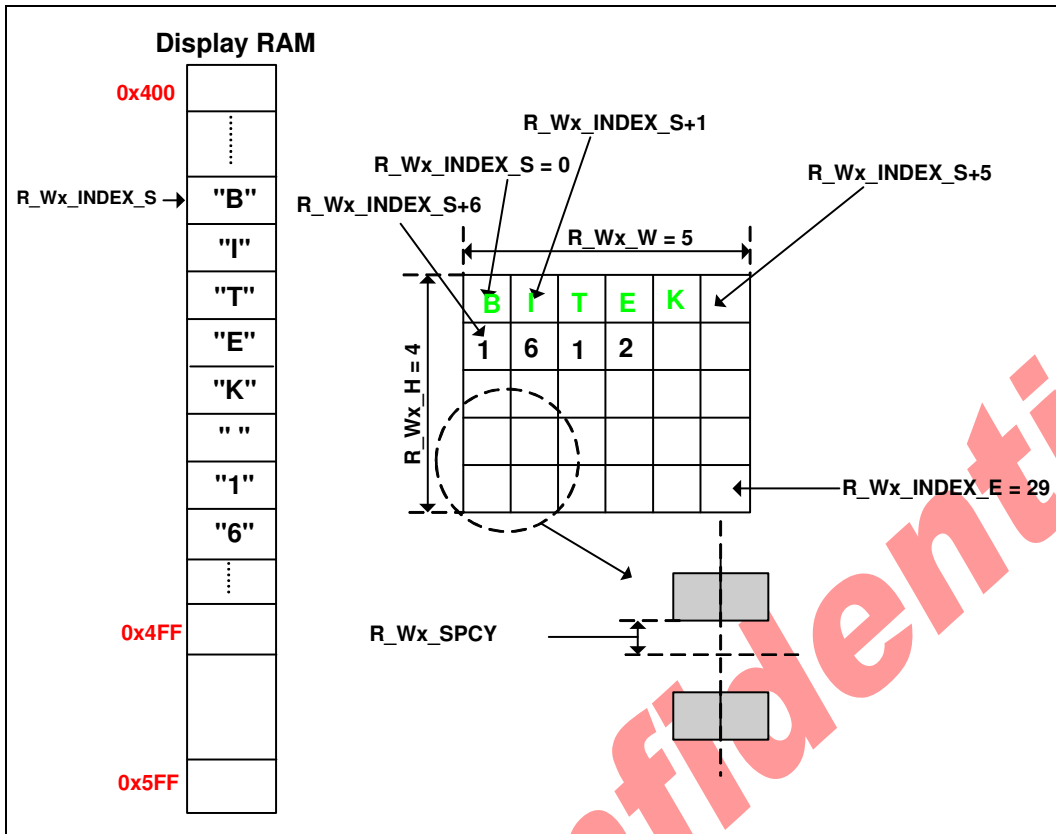 Display RAM
0x400
R_Wx_INDEX_S
"B"
"I"
"T"
"E"
"K"
" "
"1"
"6"
0x4FF
0x5FF
R_Wx_INDEX_S+1
R_Wx_INDEX_S = 0
R_Wx_INDEX_S+5
R_Wx_INDEX_S+6
R_Wx_W = 5
R_Wx_H = 4
B I T E K
1 6 1 2
R_Wx_INDEX_E = 29
R_Wx_SPCY
fidenti